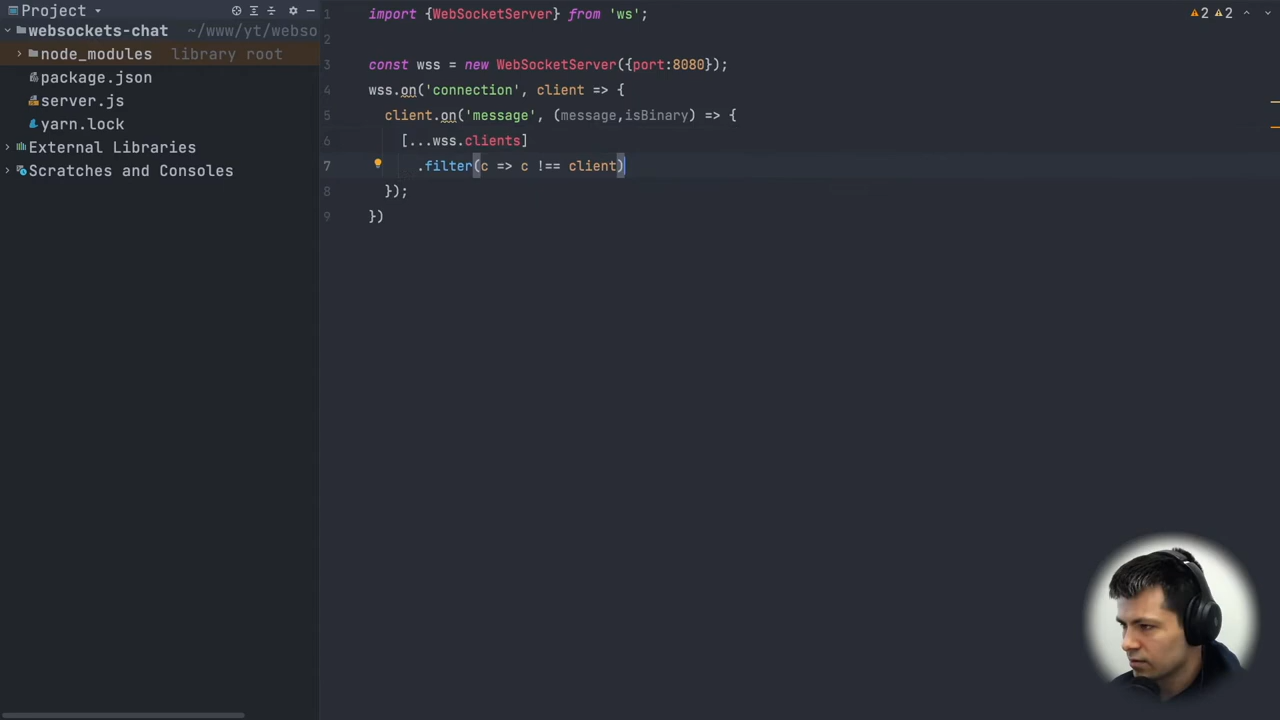 Project
websockets-chat ~/www/yt/webso
node_modules library root
package.json
server.js
yarn.lock
External Libraries
Scratches and Consoles
2 2
1 import {WebSocketServer} from 'ws';
2
3 const wss = new WebSocketServer({port:8080});
4 wss.on('connection', client => {
5 client.on('message', (message,isBinary) => {
6 [...wss.clients]
7 .filter(c => c !== client)
8 });
9 })